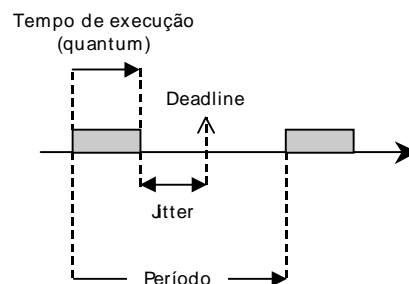 Tempo de execução
(quantum)
Deadline
Jitter
Período